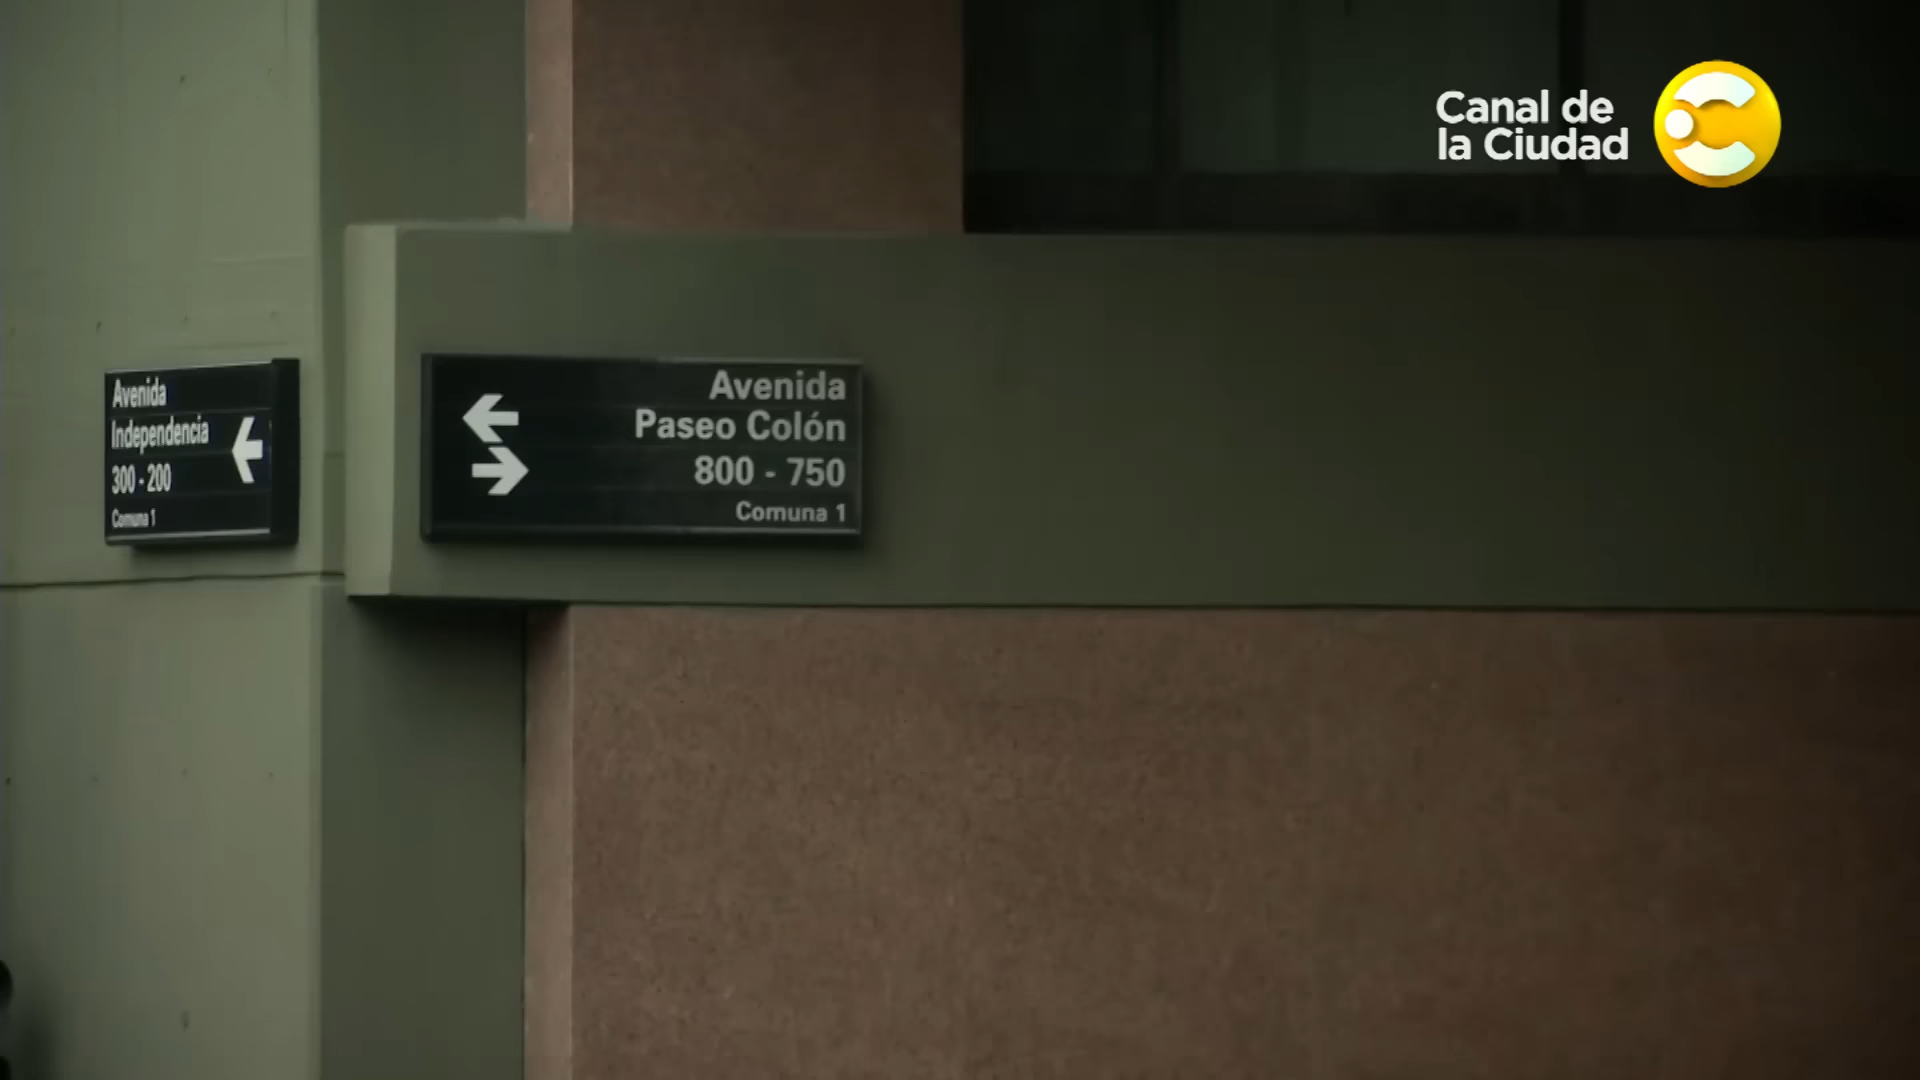 Canal de
la Ciudad
Avenida
Independencia
300 - 200
Comuna 1
Avenida
Paseo Colón
800 - 750
Comuna 1